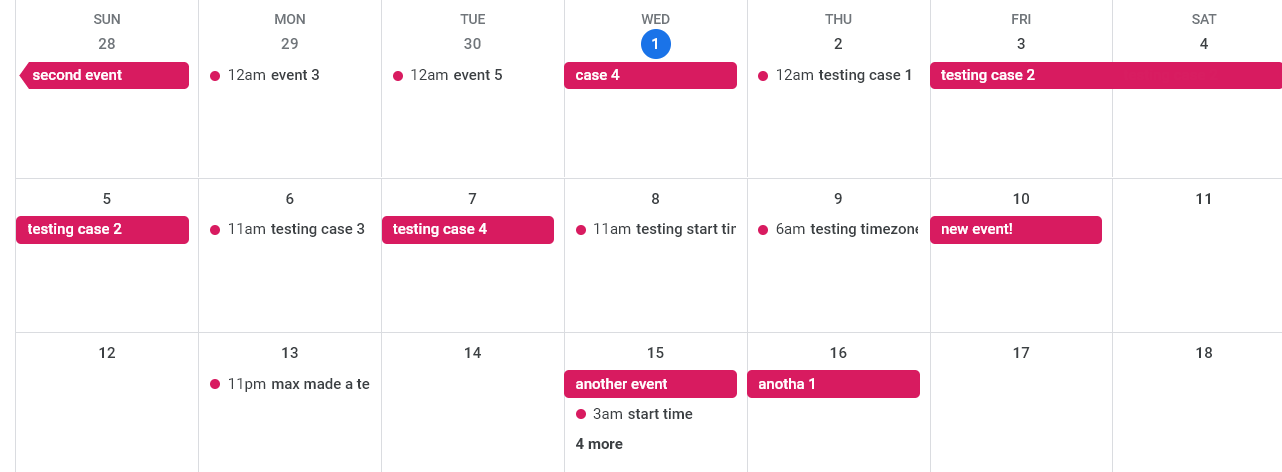 SUN MON TUE WED THU FRI SAT
28 29 30 1 2 3 4
second event 12am event 3 12am event 5 case 4 12am testing case 1 testing case 2
5 6 7 8 9 10 11
testing case 2 11am testing case 3 testing case 4 11am testing start tir 6am testing timezone new event!
12 13 14 15 16 17 18
11pm max made a te another event anotha 1
3am start time
4 more